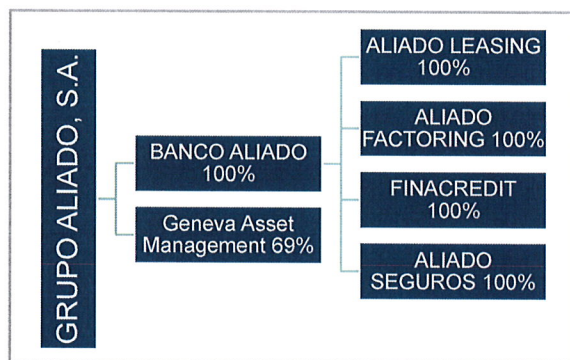 GRUPO ALIADO, S.A.
BANCO ALIADO
100%
Geneva Asset
Management 69%
ALIADO LEASING
100%
ALIADO
FACTORING 100%
FINACREDIT
100%
ALIADO
SEGUROS 100%